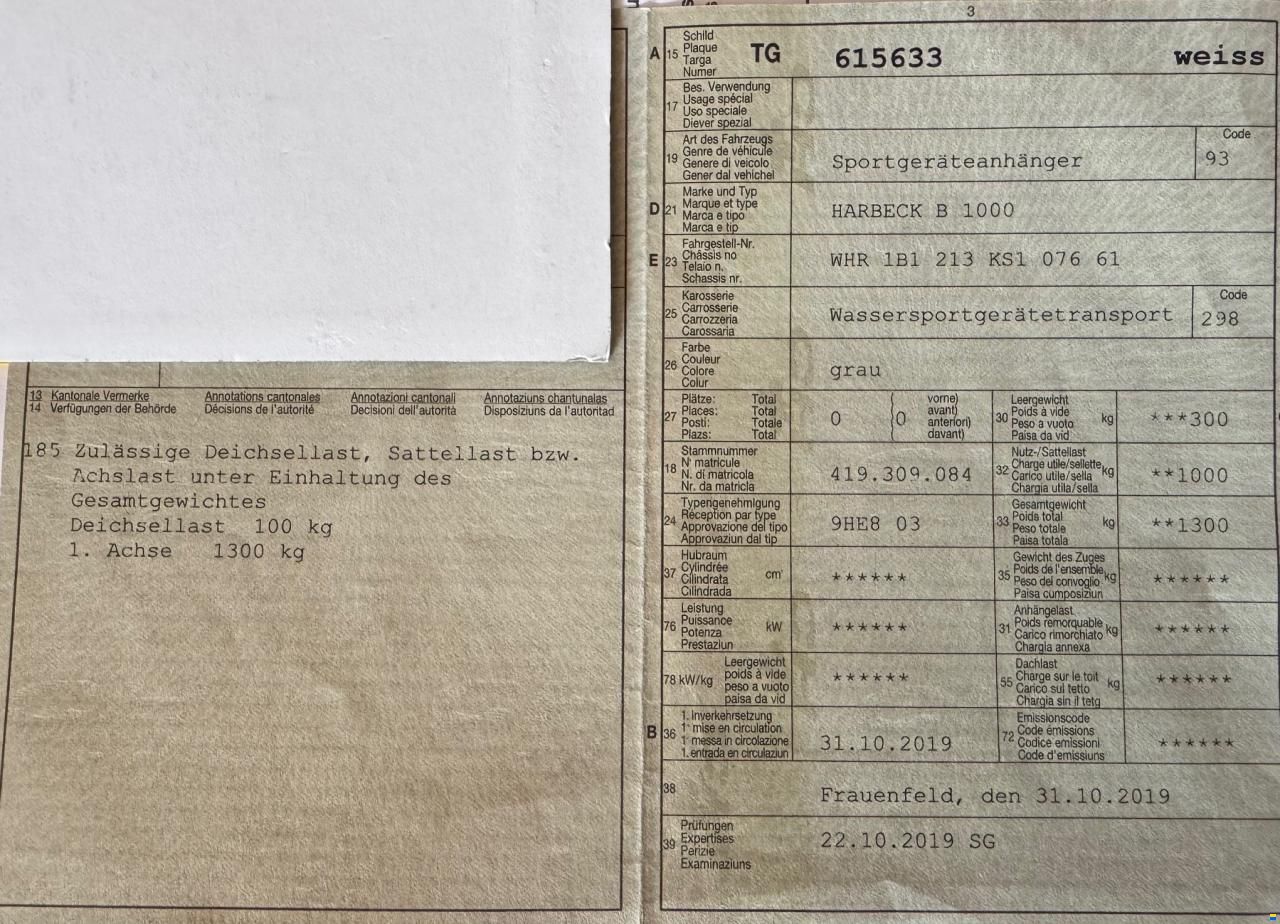 13 Kantonale Vermerke Annotations cantonales Annotazioni cantonali Annotaziuns chantunalas
14 Verfügungen der Behörde Décisions de l'autorité Decisioni dell'autorità Disposiziuns da l'autoritad
185 Zulässige Deichsellast, Sattellast bzw.
Achslast unter Einhaltung des
Gesamtgewichtes
Deichsellast 100 kg
1. Achse 1300 kg
3
A 15 Schild
Plaque
Targa
Numer
TG 615633 weiss
17 Bes. Verwendung
Usage spécial
Uso speciale
Diever spezial
19 Art des Fahrzeugs
Genre de véhicule
Genere di veicolo
Gener dal vehichel
Sportgeräteanhänger
Code
93
D 21 Marke und Typ
Marque et type
Marca e tipo
Marca e tip
HARBECK B 1000
E 23 Fahrgestell-Nr.
Châssis no
Telaio n.
Schassis nr.
WHR 1B1 213 KS1 076 61
25 Karosserie
Carrosserie
Carrozzeria
Carossaria
Wassersportgerätetransport
Code
298
26 Farbe
Couleur
Colore
Colur
grau
27 Plätze: Total
Places: Total
Posti: Totale
Plazs: Total
0 (0 vorne)
avant)
anteriori)
davant)
30 Leergewicht
Poids à vide
Peso a vuoto
Paisa da vid
kg
***300
18 Stammnummer
N° matricule
N. di matricola
Nr. da matricla
419.309.084
32 Nutz-/Sattellast
Charge utile/sellette
Carico utile/sella
Chargia utila/sella
kg
**1000
24 Typengenehmigung
Réception par type
Approvazione del tipo
Approvaziun dal tip
9HE8 03
33 Gesamtgewicht
Poids total
Peso totale
Paisa totala
kg
**1300
37 Hubraum
Cylindrée
Cilindrata
Cilindrada
cm³
******
35 Gewicht des Zuges
Poids de l'ensemble
Peso del convoglio
Paisa cumposiziun
kg
******
76 Leistung
Puissance
Potenza
Prestaziun
kW
******
31 Anhängelast
Poids remorquable
Carico rimorchiato
Chargia annexa
kg
******
78 kW/kg Leergewicht
poids à vide
peso a vuoto
paisa da vid
******
55 Dachlast
Charge sur le toit
Carico sul tetto
Chargia sin il tetg
kg
******
B 36 1. Inverkehrsetzung
1re mise en circulation
1a messa in circolazione
1. entrada en circulaziun
31.10.2019
72 Emissionscode
Code émissions
Codice emissioni
Code d'emissiuns
******
38
Frauenfeld, den 31.10.2019
39 Prüfungen
Expertises
Perizie
Examinaziuns
22.10.2019 SG